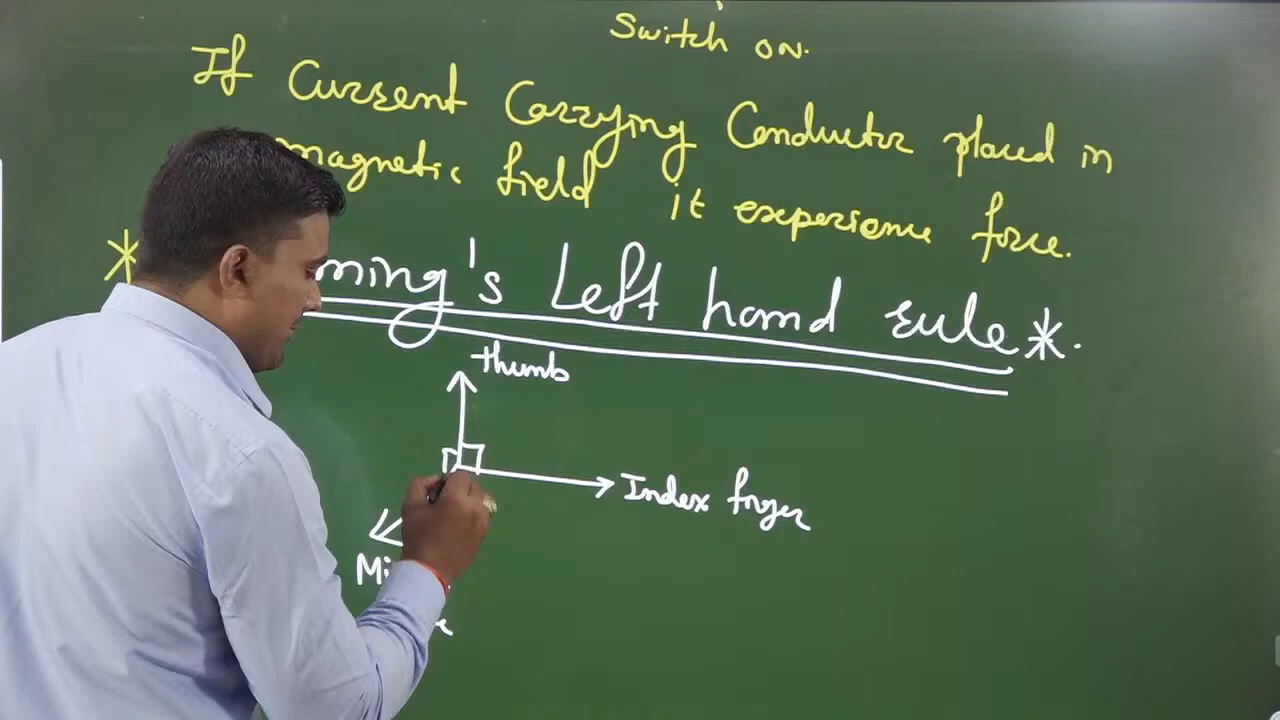 Switch on.
If Current Carrying Conductor placed in
magnetic field it experience force.
* ming's left hand rule *.
thumb
Index finger
Mi